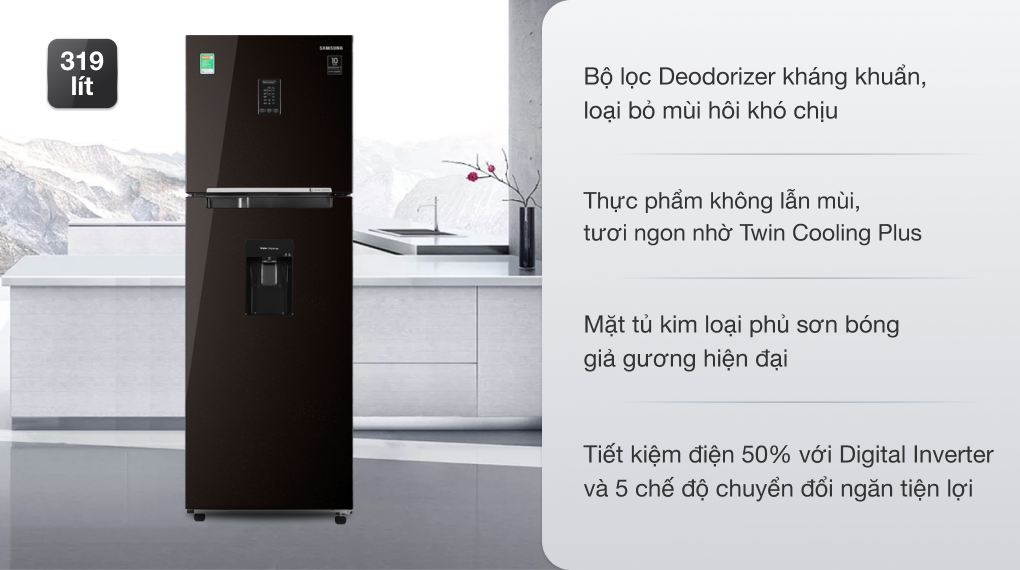 319
lít
SAMSUNG
10
Bộ lọc Deodorizer kháng khuẩn,
loại bỏ mùi hôi khó chịu
Thực phẩm không lẫn mùi,
tươi ngon nhờ Twin Cooling Plus
Mặt tủ kim loại phủ sơn bóng
giả gương hiện đại
Tiết kiệm điện 50% với Digital Inverter
và 5 chế độ chuyển đổi ngăn tiện lợi